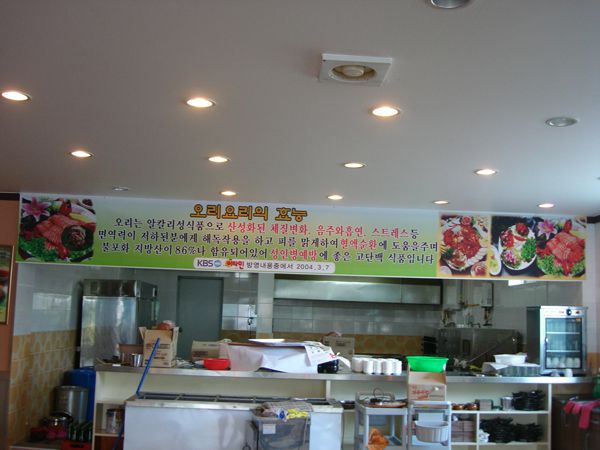 오리요리의 효능
오리는 알칼리성식품으로 산성화된 체질변화, 음주와흡연, 스트레스등
면역력이 저하된분에게 해독작용을 하고 피를 맑게하여 혈액순환에 도움을주며
불포화 지방산이 86%나 함유되어있어 성인병예방에 좋은 고단백 식품입니다
KBS 비타민 방영내용중에서 2004.3.7